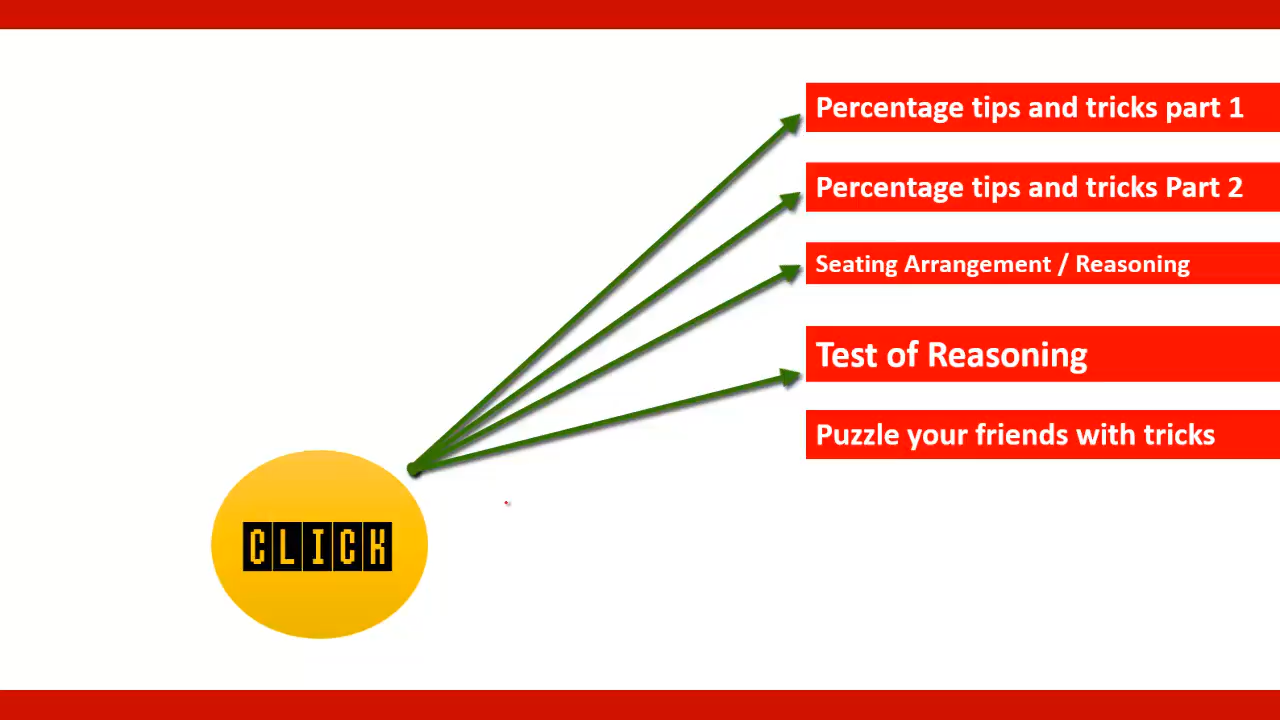 Percentage tips and tricks part 1
Percentage tips and tricks Part 2
Seating Arrangement / Reasoning
Test of Reasoning
Puzzle your friends with tricks
CLICK